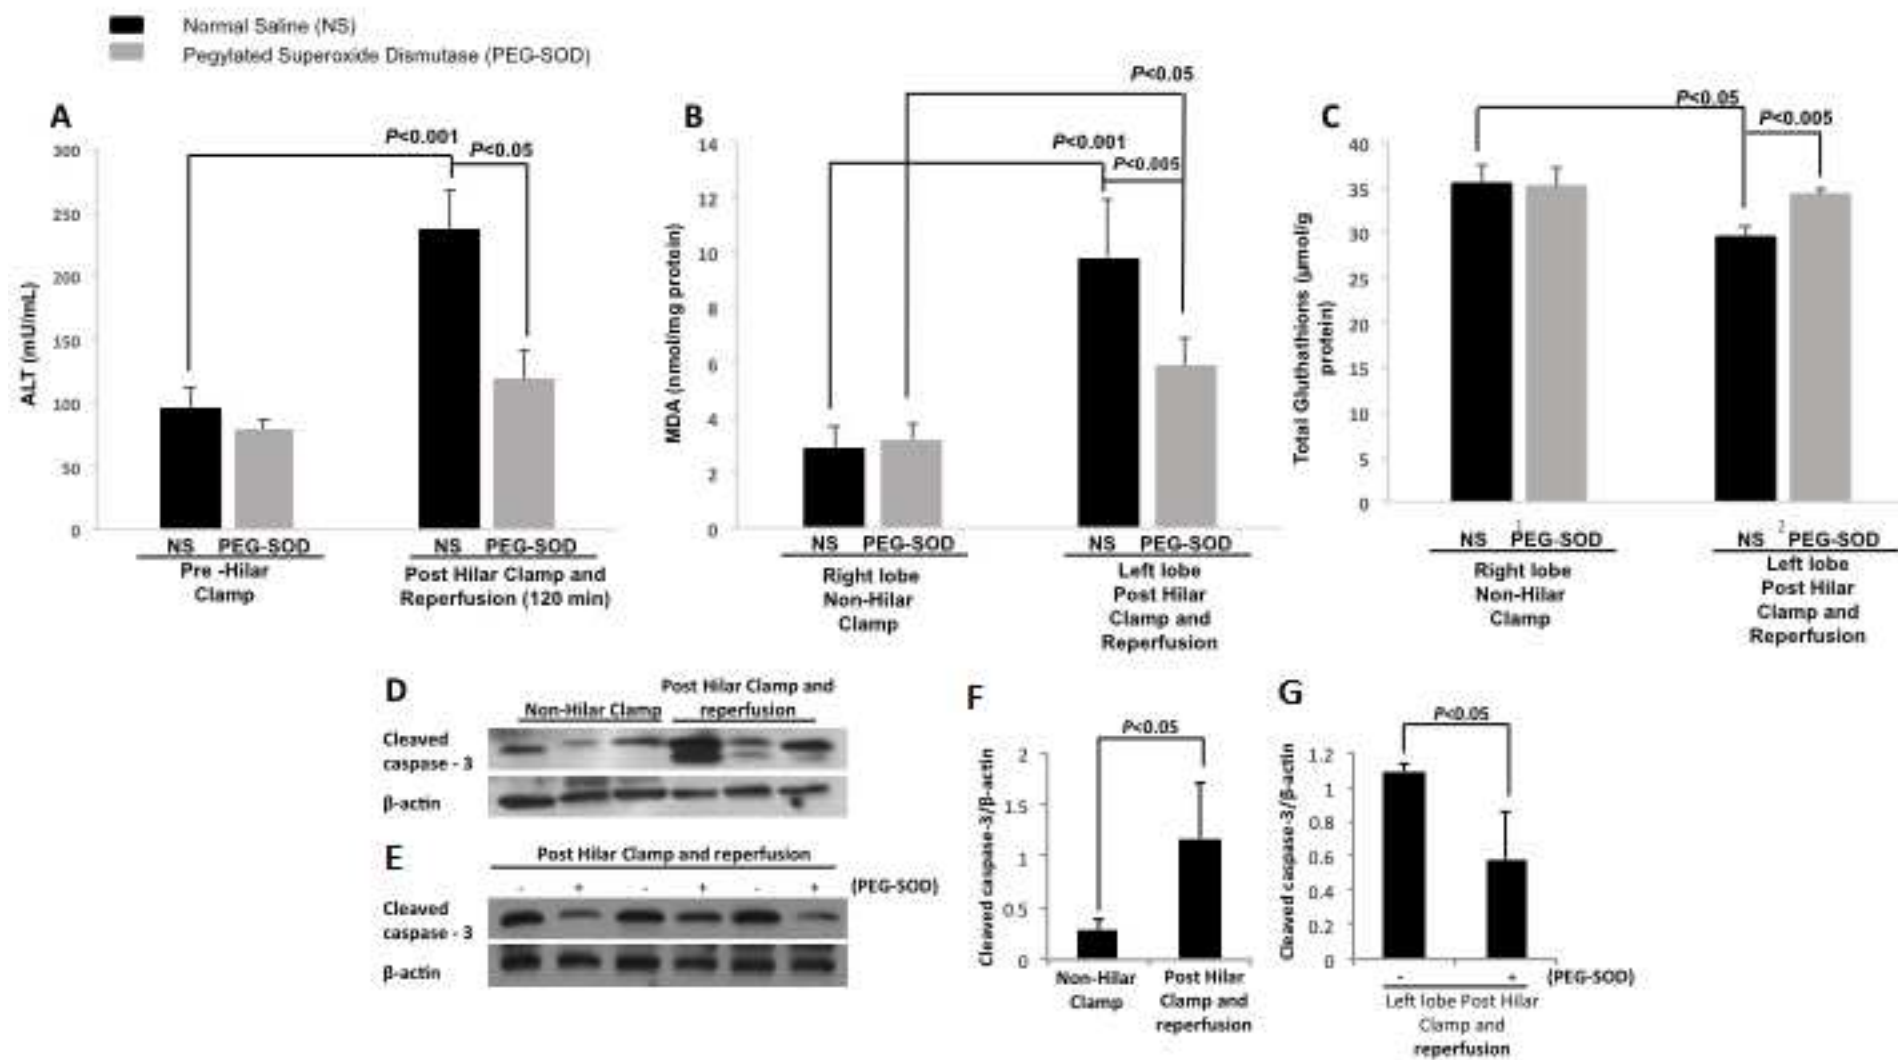 Normal Saline (NS)
Pegylated Superoxide Dismutase (PEG-SOD)
A
P<0.001
P<0.05
300
250
200
150
100
50
0
ALT (mU/mL)
NS PEG-SOD
Pre -Hilar
Clamp
NS PEG-SOD
Post Hilar Clamp and
Reperfusion (120 min)
B
P<0.05
P<0.001
P<0.005
14
12
10
8
6
4
2
0
MDA (nmol/mg protein)
NS PEG-SOD
Right lobe
Non-Hilar
Clamp
NS PEG-SOD
Left lobe
Post Hilar
Clamp and
Reperfusion
C
P<0.05
P<0.005
40
35
30
25
20
15
10
5
0
Total Gluthathions (μmol/g
protein)
1
NS PEG-SOD
Right lobe
Non-Hilar
Clamp
2
NS PEG-SOD
Left lobe
Post Hilar
Clamp and
Reperfusion
D
Non-Hilar Clamp
Post Hilar Clamp and
reperfusion
Cleaved
caspase - 3
β-actin
E
Post Hilar Clamp and reperfusion
- + - + - + (PEG-SOD)
Cleaved
caspase - 3
β-actin
F
P<0.05
2
1.5
1
0.5
0
Cleaved caspase-3/β-actin
Non-Hilar
Clamp
Post Hilar
Clamp and
reperfusion
G
P<0.05
1.2
1
0.8
0.6
0.4
0.2
0
Cleaved caspase-3/β-actin
- + (PEG-SOD)
Left lobe Post Hilar
Clamp and
reperfusion